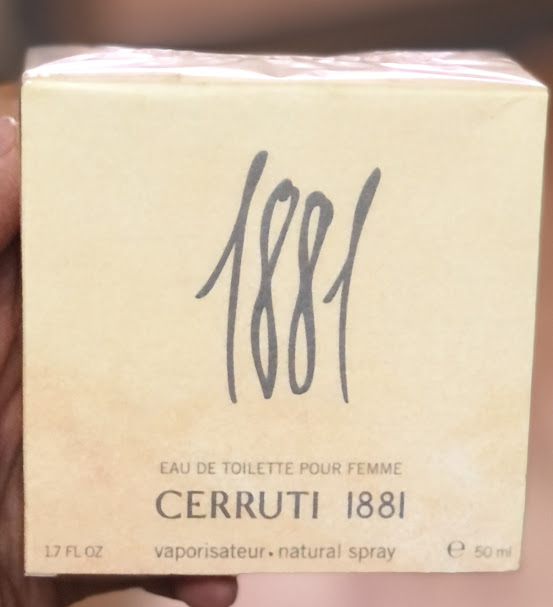 1881
EAU DE TOILETTE POUR FEMME
CERRUTI 1881
1.7 FL OZ vaporisateur • natural spray ℮ 50 ml